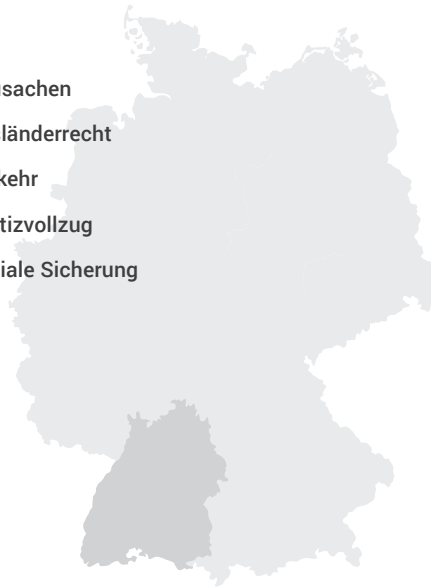 sachen
länderrecht
kehr
tizvollzug
iale Sicherung